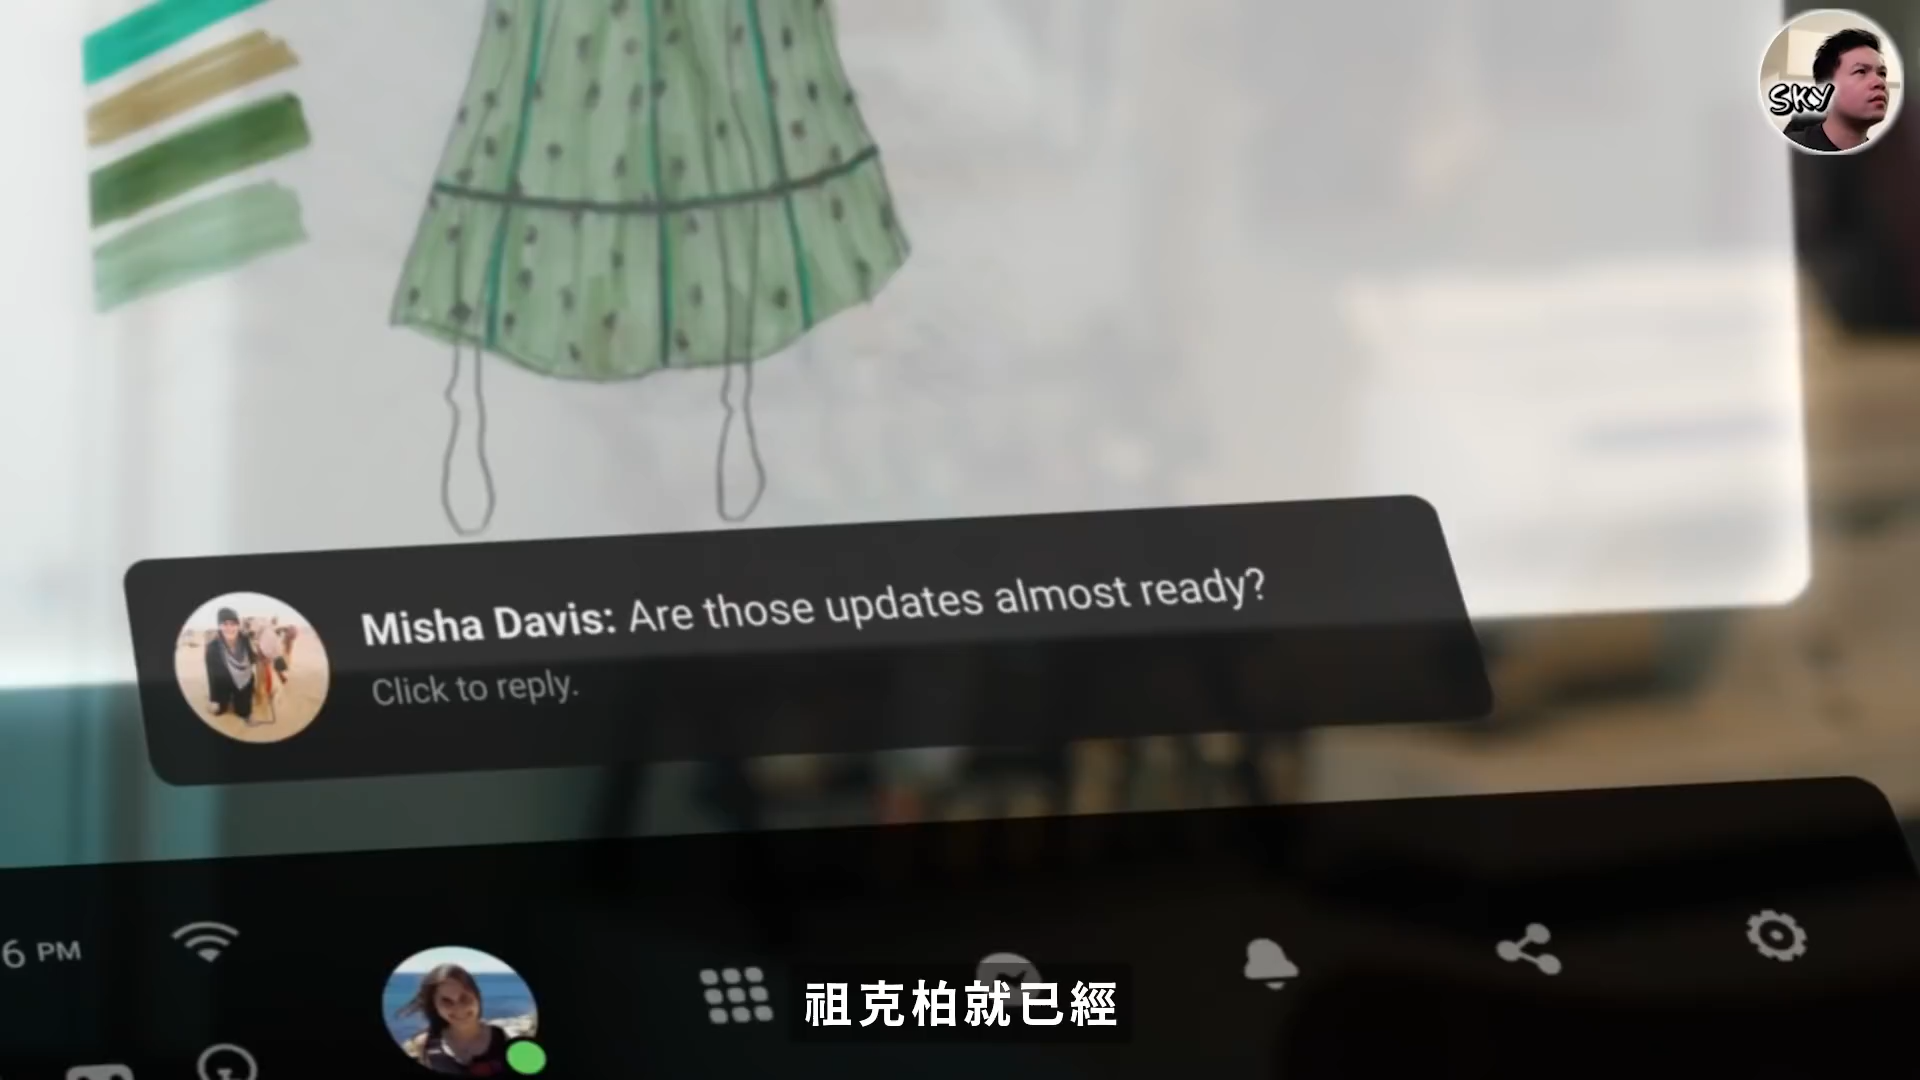 SKY
Misha Davis: Are those updates almost ready?
Click to reply.
6 PM
祖克柏就已經